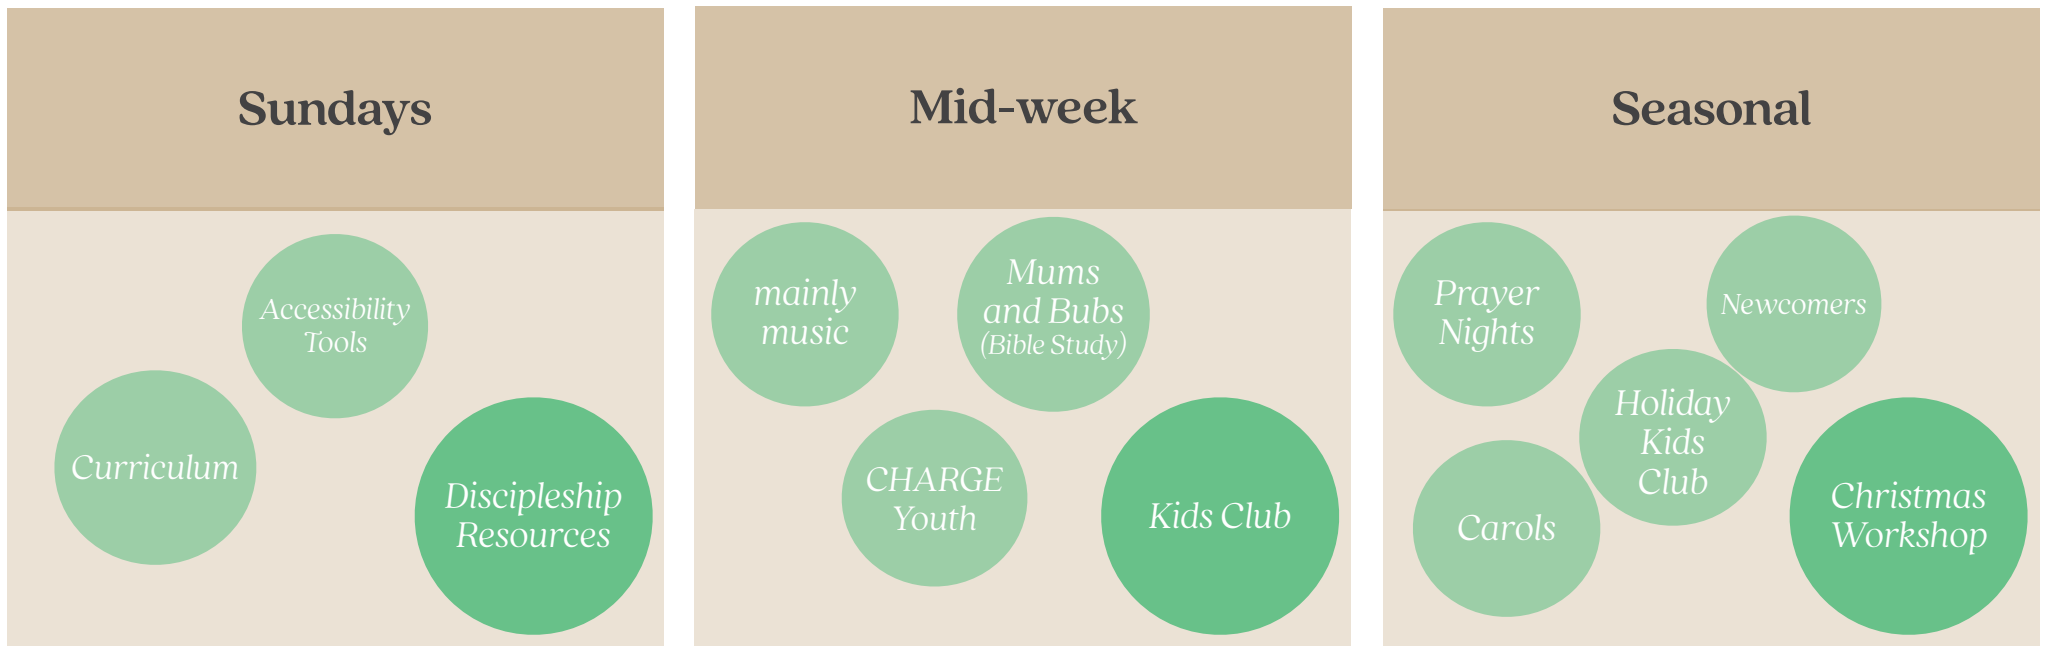 Sundays
Accessibility
Tools
Curriculum
Discipleship
Resources
Mid-week
mainly
music
Mums
and Bubs
(Bible Study)
CHARGE
Youth
Kids Club
Seasonal
Prayer
Nights
Newcomers
Holiday
Kids
Club
Carols
Christmas
Workshop